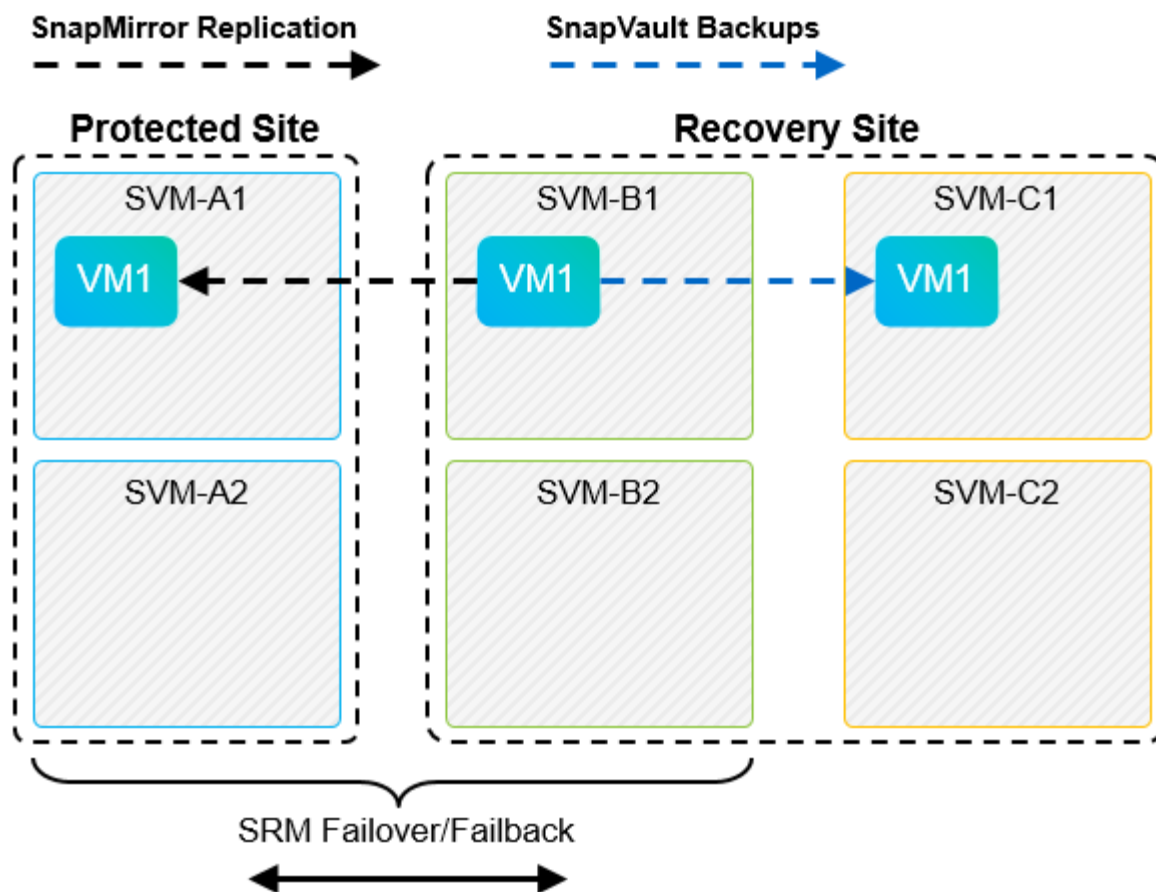 SnapMirror Replication
SnapVault Backups
Protected Site
Recovery Site
SVM-A1
SVM-B1
SVM-C1
VM1
VM1
VM1
SVM-A2
SVM-B2
SVM-C2
SRM Failover/Failback